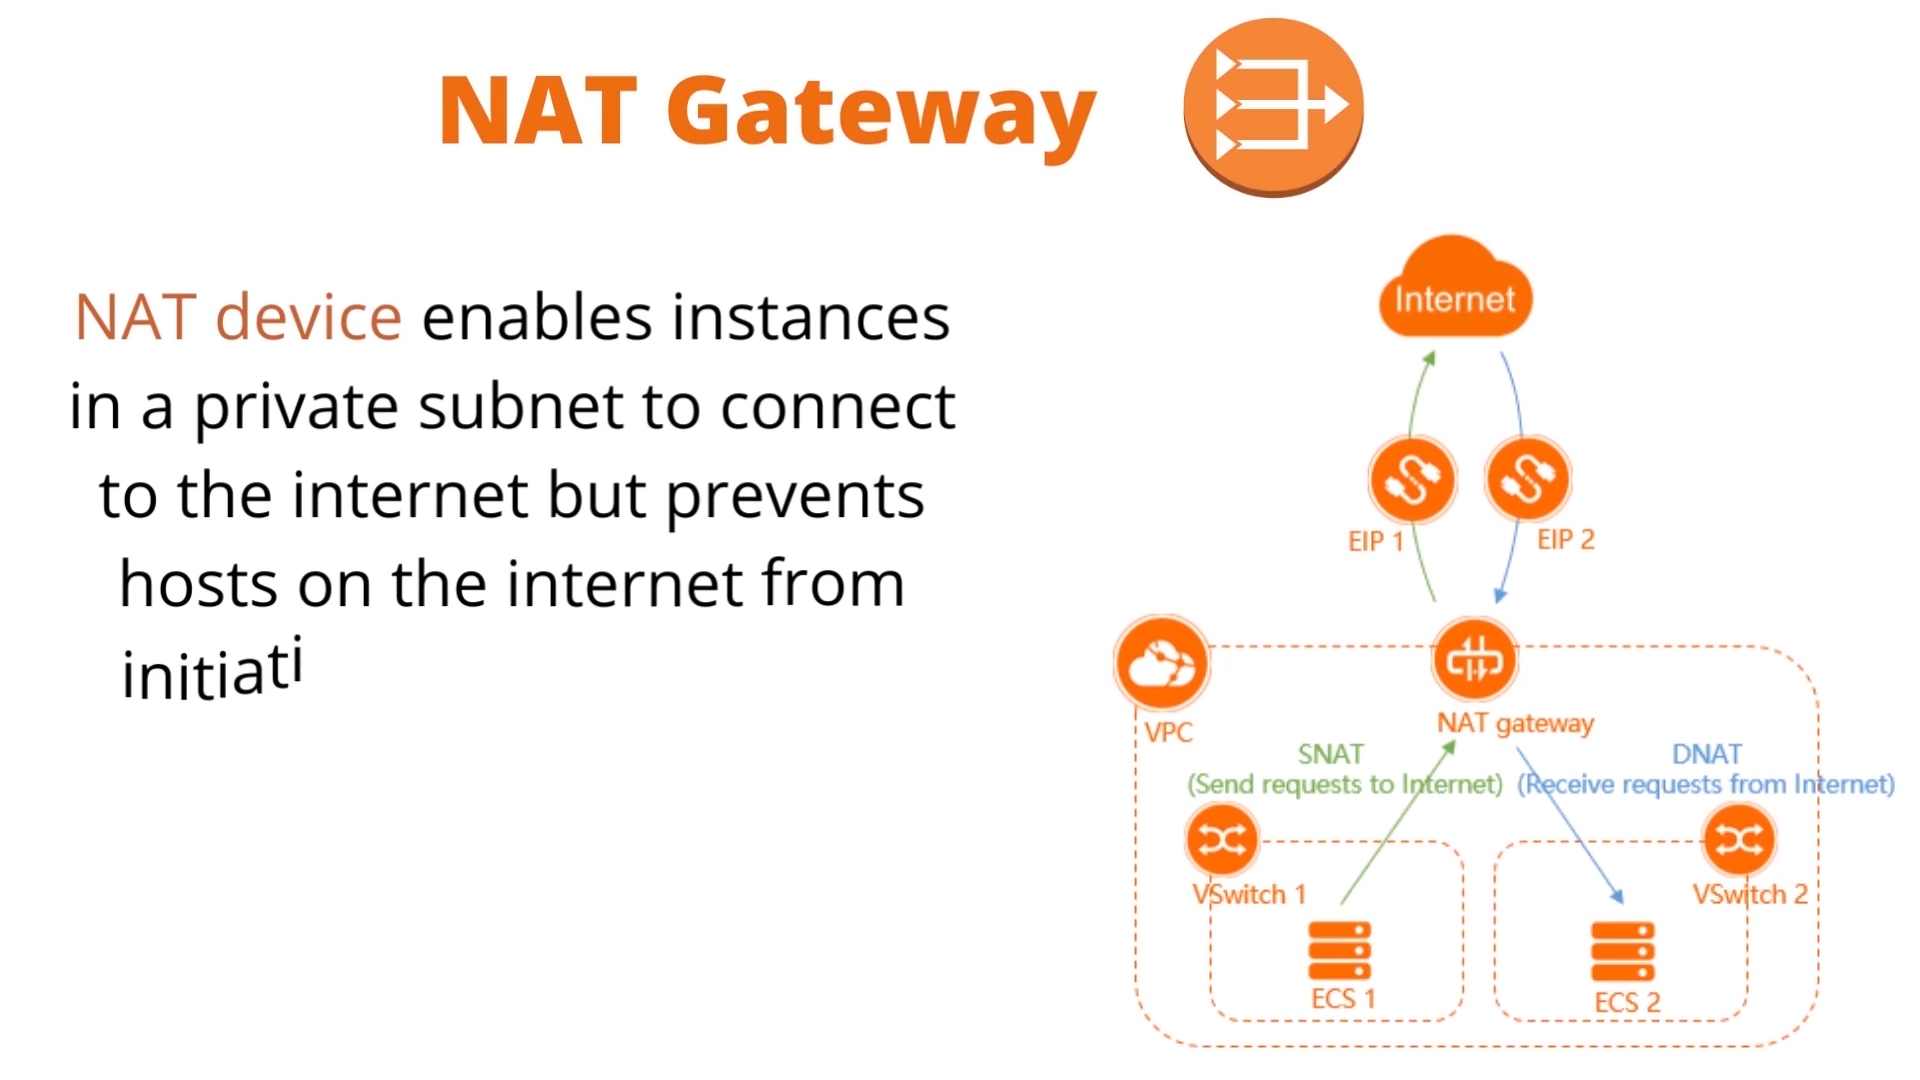 NAT Gateway
NAT device enables instances
in a private subnet to connect
to the internet but prevents
hosts on the internet from
initiati
Internet
EIP 1
EIP 2
VPC
NAT gateway
SNAT
(Send requests to Internet)
DNAT
(Receive requests from Internet)
VSwitch 1
VSwitch 2
ECS 1
ECS 2